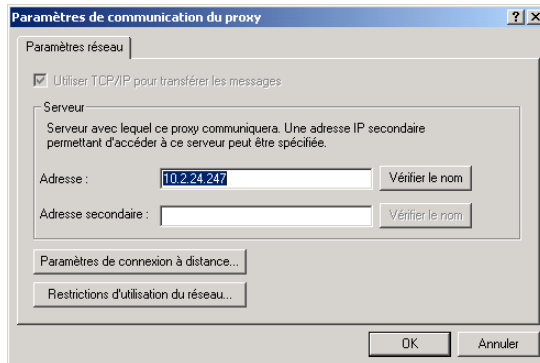 Paramètres de communication du proxy
Paramètres réseau
Utiliser TCP/IP pour transférer les messages
Serveur
Serveur avec lequel ce proxy communiquera. Une adresse IP secondaire
permettant d'accéder à ce serveur peut être spécifiée.
Adresse : 10.2.24.247 Vérifier le nom
Adresse secondaire : Vérifier le nom
Paramètres de connexion à distance...
Restrictions d'utilisation du réseau...
OK Annuler